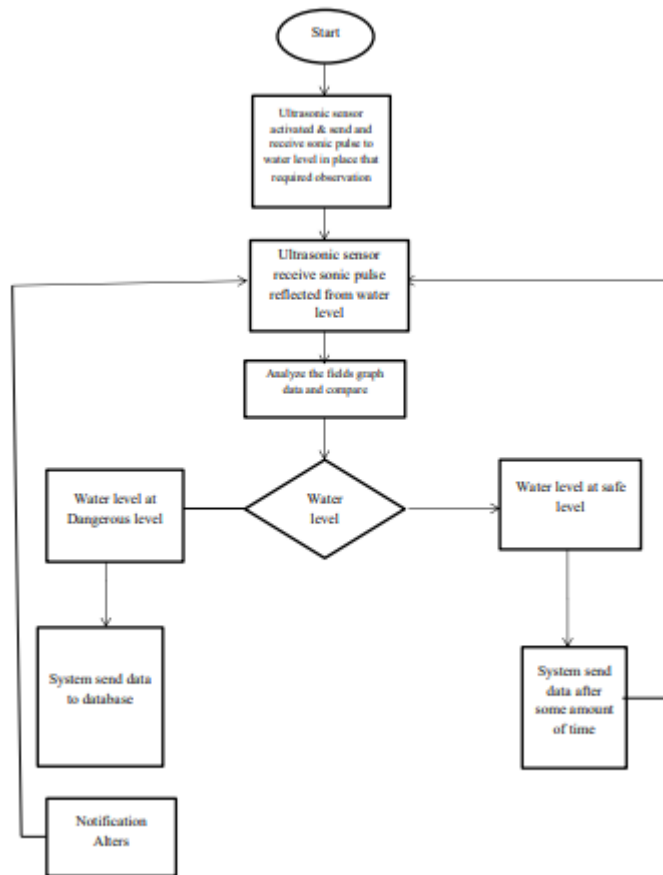 Start
Ultrasonic sensor
activated & send and
receive sonic pulse to
water level in place that
required observation
Ultrasonic sensor
receive sonic pulse
reflected from water
level
Analyze the fields graph
data and compare
Water level at
Dangerous level
Water
level
Water level at safe
level
System send data
to database
System send
data after
some amount
of time
Notification
Alters